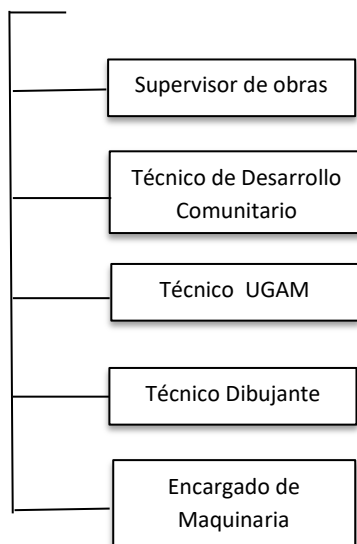 Supervisor de obras
Técnico de Desarrollo
Comunitario
Técnico UGAM
Técnico Dibujante
Encargado de
Maquinaria